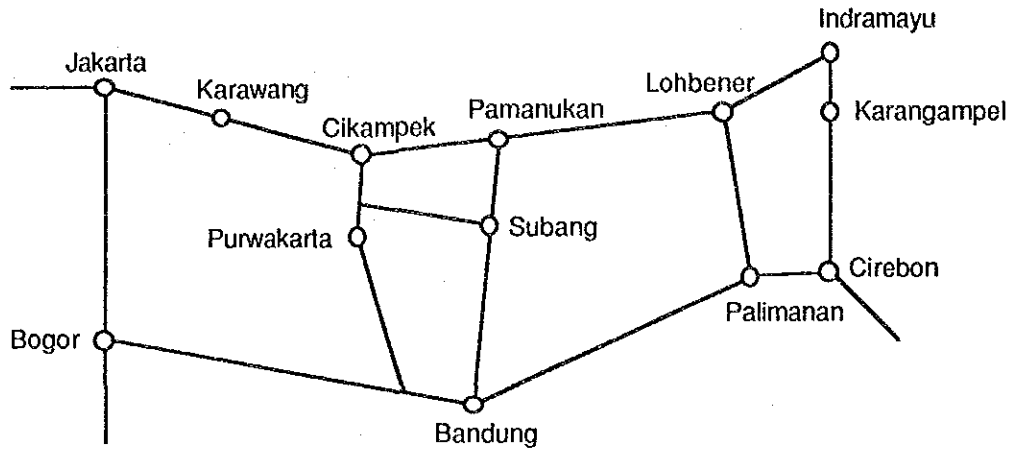 Indramayu
Jakarta
Karawang
Lohbener
Pamanukan
Karangampel
Cikampek
Purwakarta
Subang
Cirebon
Palimanan
Bogor
Bandung